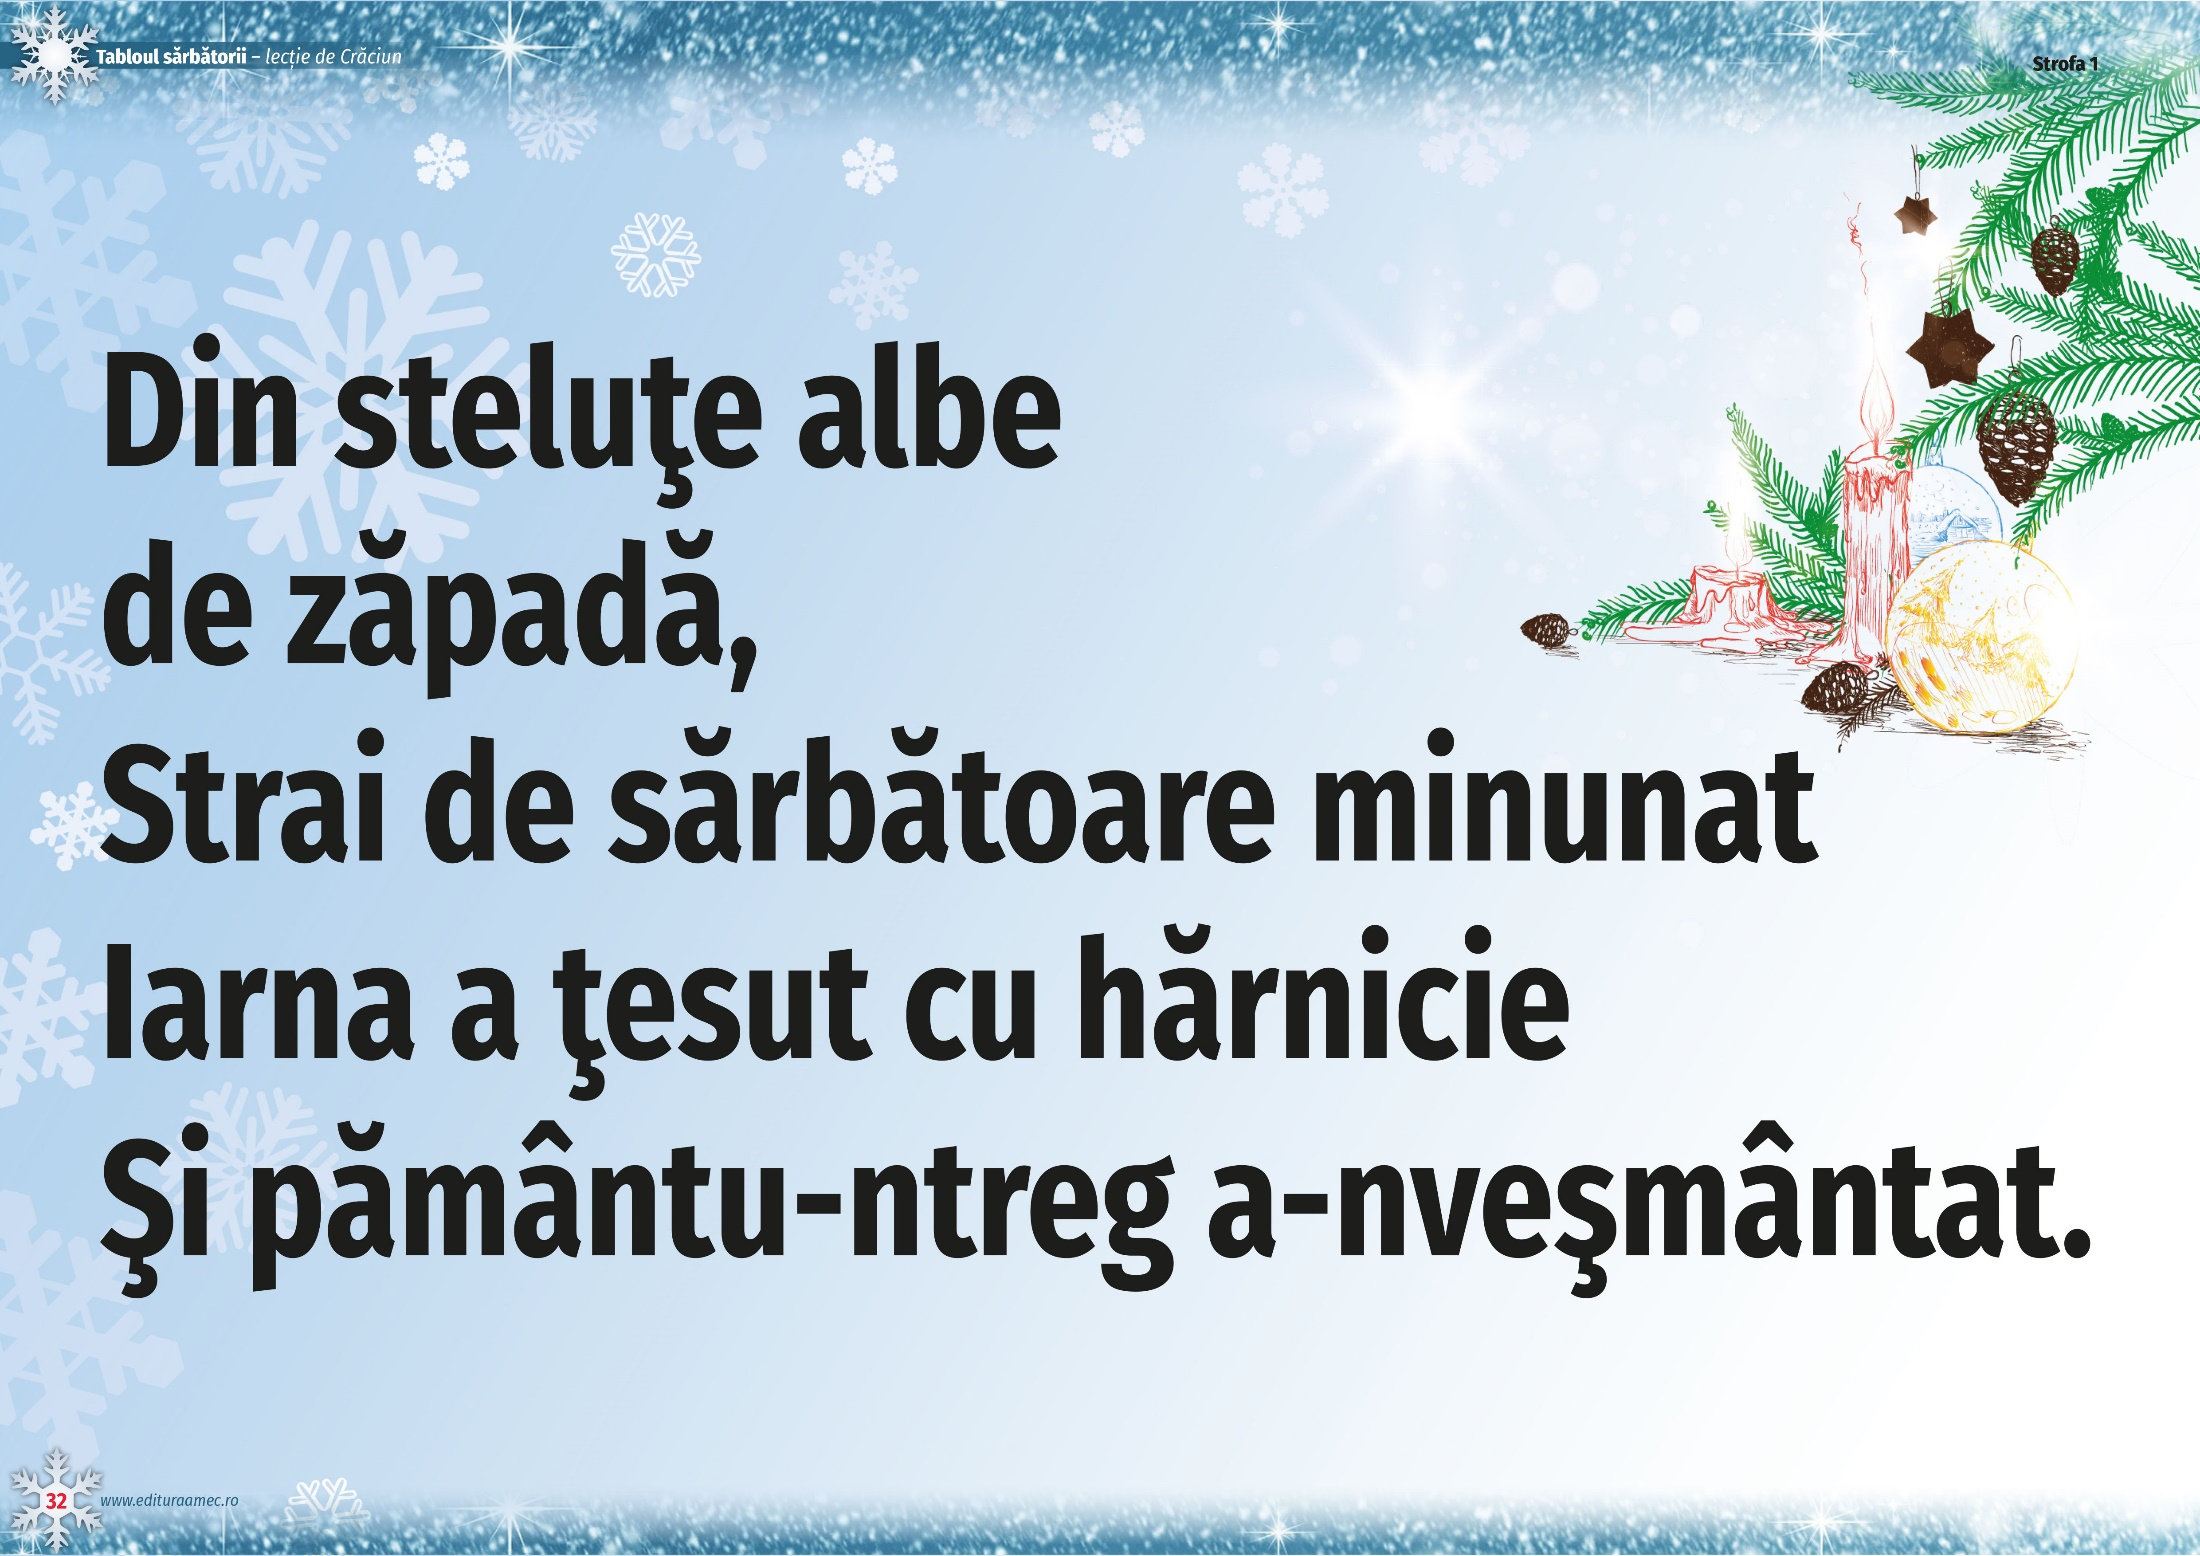 Tabloul sărbătorii – lecție de Crăciun
Strofa 1
Din steluţe albe
de zăpadă,
Strai de sărbătoare minunat
Iarna a ţesut cu hărnicie
Şi pământu-ntreg a-nveşmântat.
32
www.edituraamec.ro